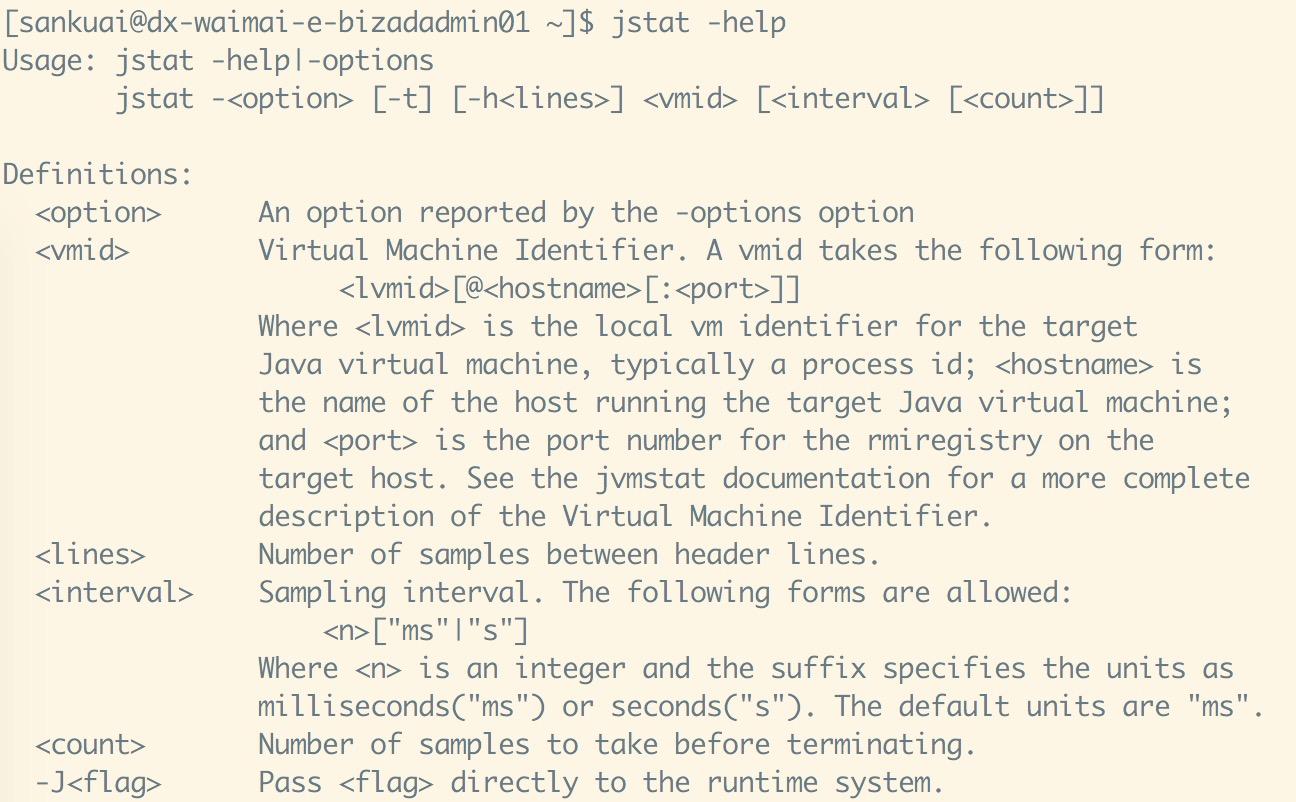 [sankuai@dx-waimai-e-bizadadmin01 ~]$ jstat -help
Usage: jstat -help|-options
       jstat -<option> [-t] [-h<lines>] <vmid> [<interval> [<count>]]

Definitions:
  <option>      An option reported by the -options option
  <vmid>        Virtual Machine Identifier. A vmid takes the following form:
                     <lvmid>[@<hostname>[:<port>]]
                Where <lvmid> is the local vm identifier for the target
                Java virtual machine, typically a process id; <hostname> is
                the name of the host running the target Java virtual machine;
                and <port> is the port number for the rmiregistry on the
                target host. See the jvmstat documentation for a more complete
                description of the Virtual Machine Identifier.
  <lines>       Number of samples between header lines.
  <interval>    Sampling interval. The following forms are allowed:
                    <n>["ms"|"s"]
                Where <n> is an integer and the suffix specifies the units as
                milliseconds("ms") or seconds("s"). The default units are "ms".
  <count>       Number of samples to take before terminating.
  -J<flag>      Pass <flag> directly to the runtime system.